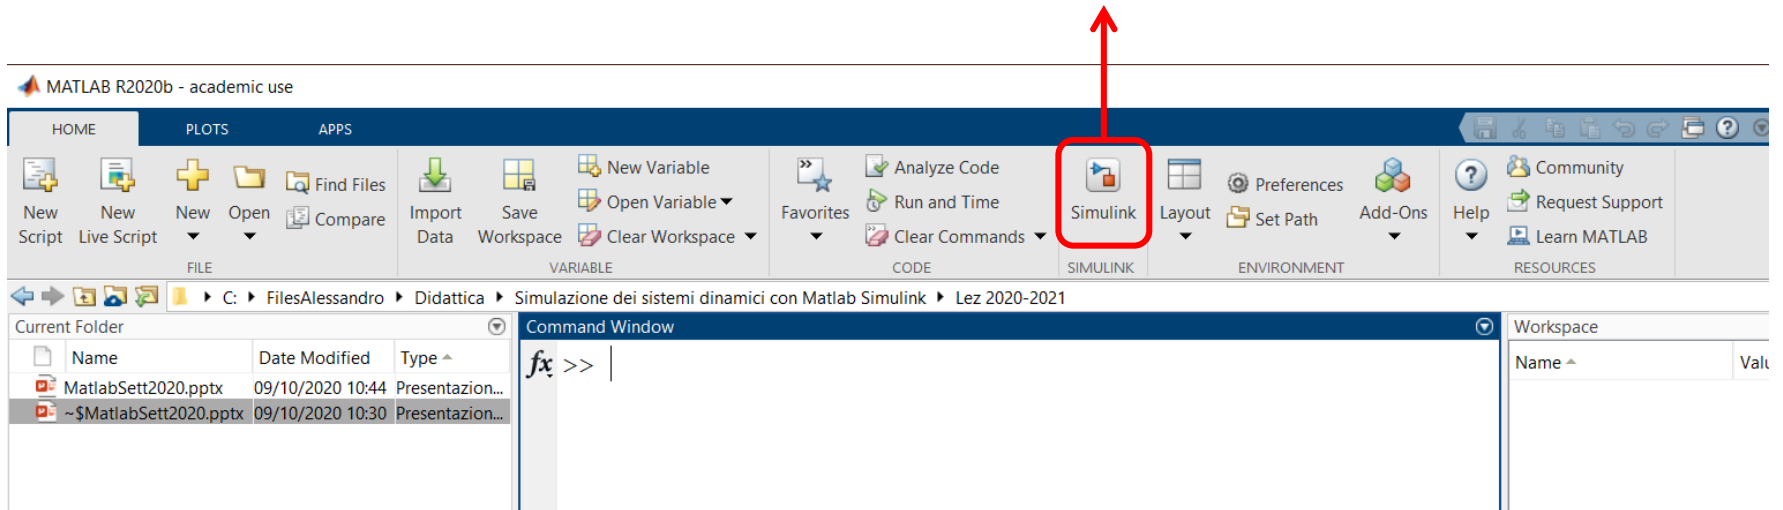 MATLAB R2020b - academic use
HOME PLOTS APPS
New Script
New Live Script
New
Open
Find Files
Compare
FILE
Import Data
Save Workspace
New Variable
Open Variable
Clear Workspace
VARIABLE
Favorites
Analyze Code
Run and Time
Clear Commands
CODE
Simulink
SIMULINK
Layout
Preferences
Set Path
Add-Ons
ENVIRONMENT
Help
Community
Request Support
Learn MATLAB
RESOURCES
C: FilesAlessandro Didattica Simulazione dei sistemi dinamici con Matlab Simulink Lez 2020-2021
Current Folder
Name Date Modified Type
MatlabSett2020.pptx 09/10/2020 10:44 Presentazion...
~$MatlabSett2020.pptx 09/10/2020 10:30 Presentazion...
Command Window
fx >>
Workspace
Name Valu